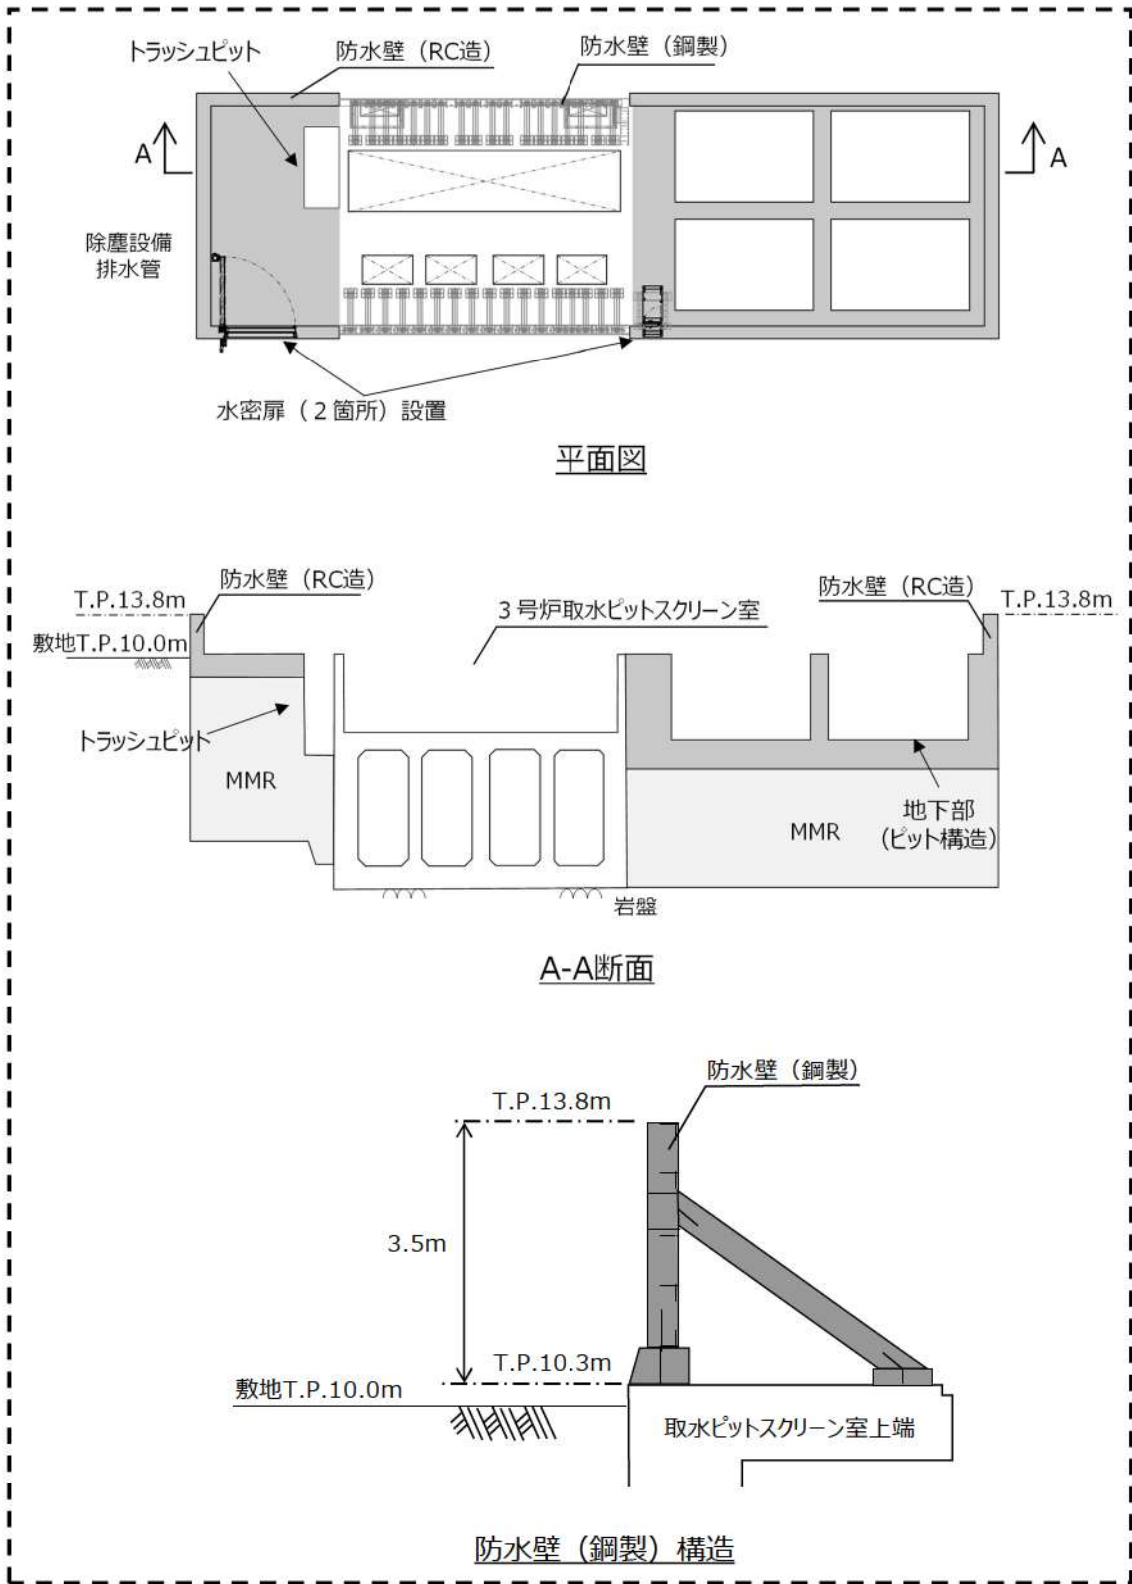 トラッシュピット
防水壁（RC造）
防水壁（鋼製）
A
A
除塵設備
排水管
水密扉（２箇所）設置
平面図
防水壁（RC造）
防水壁（RC造）
T.P.13.8m
T.P.13.8m
３号炉取水ピットスクリーン室
敷地T.P.10.0m
トラッシュピット
MMR
地下部
(ピット構造)
MMR
岩盤
A-A断面
防水壁（鋼製）
T.P.13.8m
3.5m
T.P.10.3m
敷地T.P.10.0m
取水ピットスクリーン室上端
防水壁（鋼製）構造